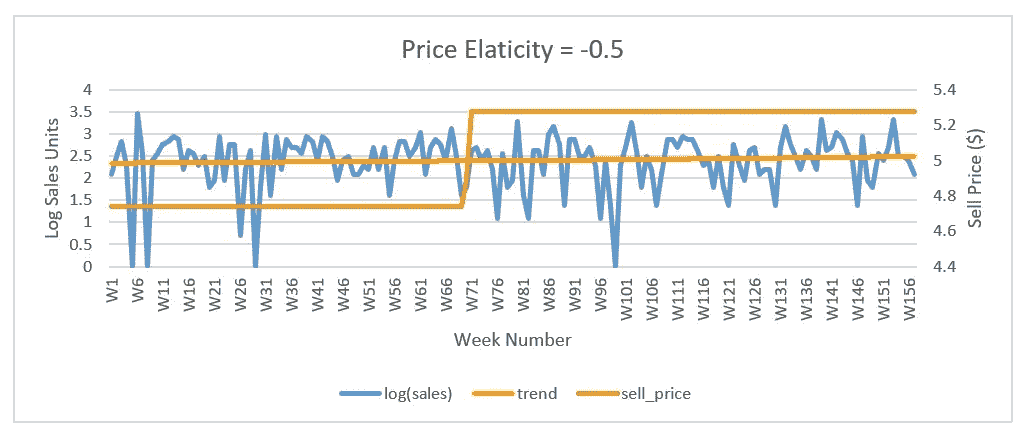 Price Elaticity = -0.5
4
3.5
3
2.5
2
1.5
1
0.5
0
Log Sales Units
5.4
5.2
5
4.8
4.6
4.4
Sell Price ($)
W1
W6
W11
W16
W21
W26
W31
W36
W41
W46
W51
W56
W61
W66
W71
W76
W81
W86
W91
W96
W101
W106
W111
W116
W121
W126
W131
W136
W141
W146
W151
W156
Week Number
log(sales) trend sell_price